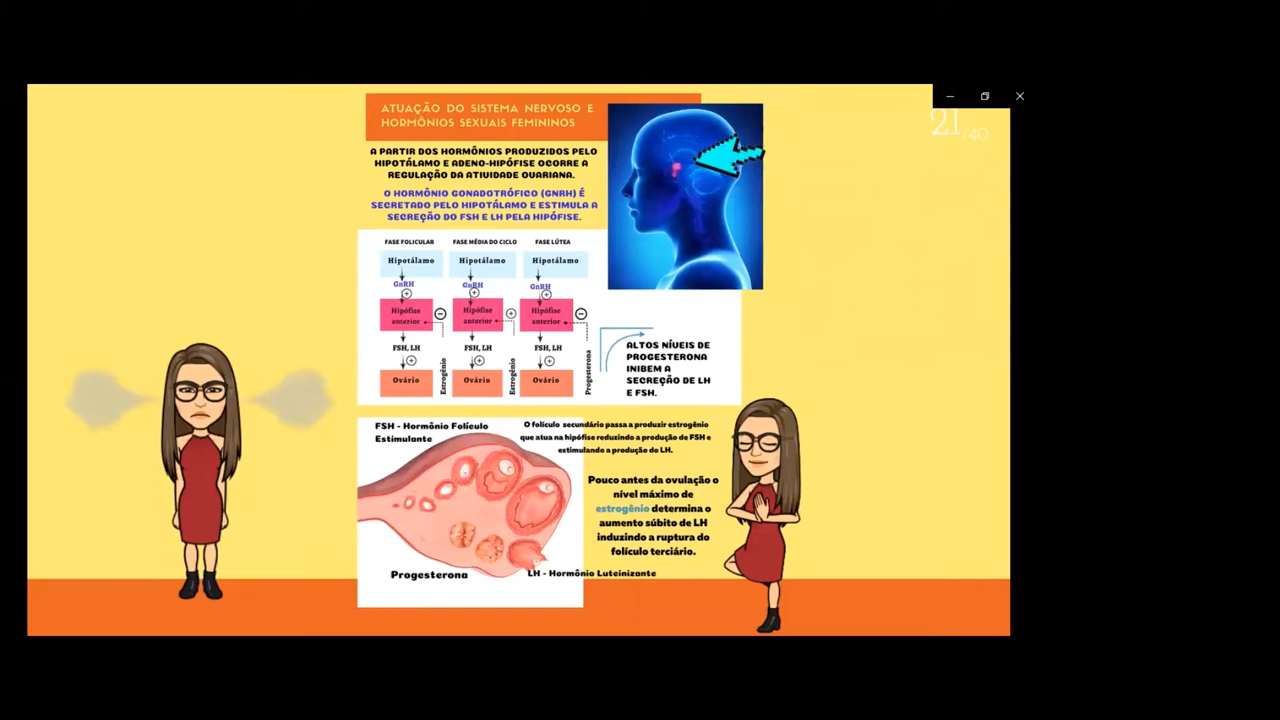 21/40
ATUAÇÃO DO SISTEMA NERVOSO E
HORMÔNIOS SEXUAIS FEMININOS
A PARTIR DOS HORMÔNIOS PRODUZIDOS PELO
HIPOTÁLAMO E ADENO-HIPÓFISE OCORRE A
REGULAÇÃO DA ATIVIDADE OVARIANA.
O HORMÔNIO GONADOTRÓFICO (GNRH) É
SECRETADO PELO HIPOTÁLAMO E ESTIMULA A
SECREÇÃO DO FSH E LH PELA HIPÓFISE.
FASE FOLICULAR
Hipotálamo
GnRH
+
Hipófise
anterior
−
FSH, LH
+
Ovário
Estrogênio
FASE MÉDIA DO CICLO
Hipotálamo
GnRH
+
Hipófise
anterior
+
FSH, LH
+
Ovário
Estrogênio
FASE LÚTEA
Hipotálamo
GnRH
+
Hipófise
anterior
−
FSH, LH
+
Ovário
Progesterona
ALTOS NÍVEIS DE
PROGESTERONA
INIBEM A
SECREÇÃO DE LH
E FSH.
FSH - Hormônio Folículo
Estimulante
O folículo secundário passa a produzir estrogênio
que atua na hipófise reduzindo a produção de FSH e
estimulando a produção do LH.
Pouco antes da ovulação o
nível máximo de
estrogênio determina o
aumento súbito de LH
induzindo a ruptura do
folículo terciário.
Progesterona
LH - Hormônio Luteinizante